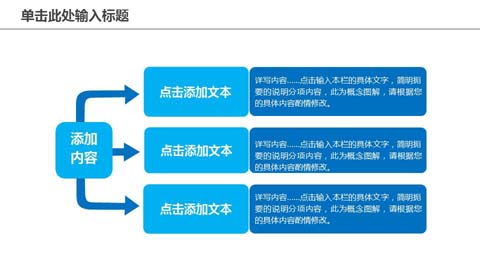 单击此处输入标题
添加
内容
点击添加文本
详写内容……点击输入本栏的具体文字，简明扼
要的说明分项内容，此为概念图解，请根据您
的具体内容酌情修改。
点击添加文本
详写内容……点击输入本栏的具体文字，简明扼
要的说明分项内容，此为概念图解，请根据您
的具体内容酌情修改。
点击添加文本
详写内容……点击输入本栏的具体文字，简明扼
要的说明分项内容，此为概念图解，请根据您
的具体内容酌情修改。